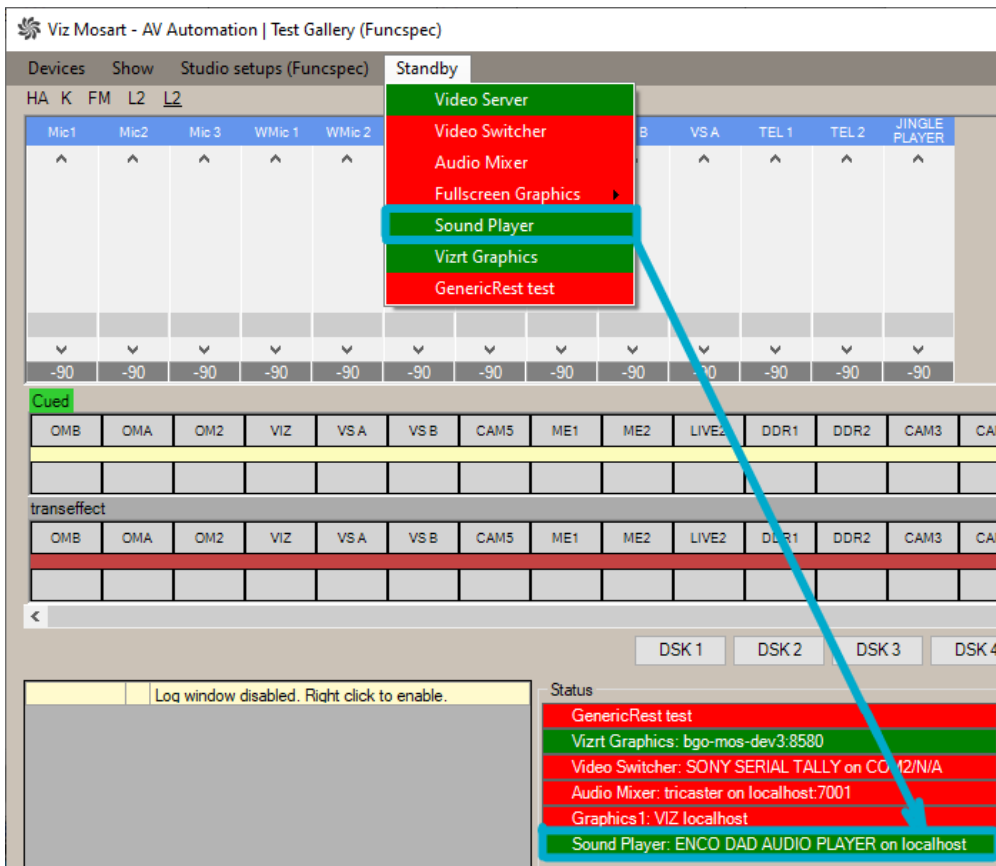 Viz Mosart - AV Automation | Test Gallery (Funcspec)
Devices Show Studio setups (Funcspec) Standby
HA K FM L2 L2
Video Server
Video Switcher
Audio Mixer
Fullscreen Graphics
Sound Player
Vizrt Graphics
GenericRest test
Mic1 Mic2 Mic 3 WMic 1 WMic 2 B VS A TEL 1 TEL 2 JINGLE PLAYER
-90 -90 -90 -90 -90 -90 -90 -90 -90 -90 -90 -90 -90
Cued
OMB OMA OM2 VIZ VS A VS B CAM5 ME1 ME2 LIVE2 DDR1 DDR2 CAM3
transeffect
OMB OMA OM2 VIZ VS A VS B CAM5 ME1 ME2 LIVE2 DDR1 DDR2 CAM3
DSK 1 DSK 2 DSK 3 DSK 4
Log window disabled. Right click to enable.
Status
GenericRest test
Vizrt Graphics: bgo-mos-dev3:8580
Video Switcher: SONY SERIAL TALLY on COM2/N/A
Audio Mixer: tricaster on localhost:7001
Graphics1: VIZ localhost
Sound Player: ENCO DAD AUDIO PLAYER on localhost